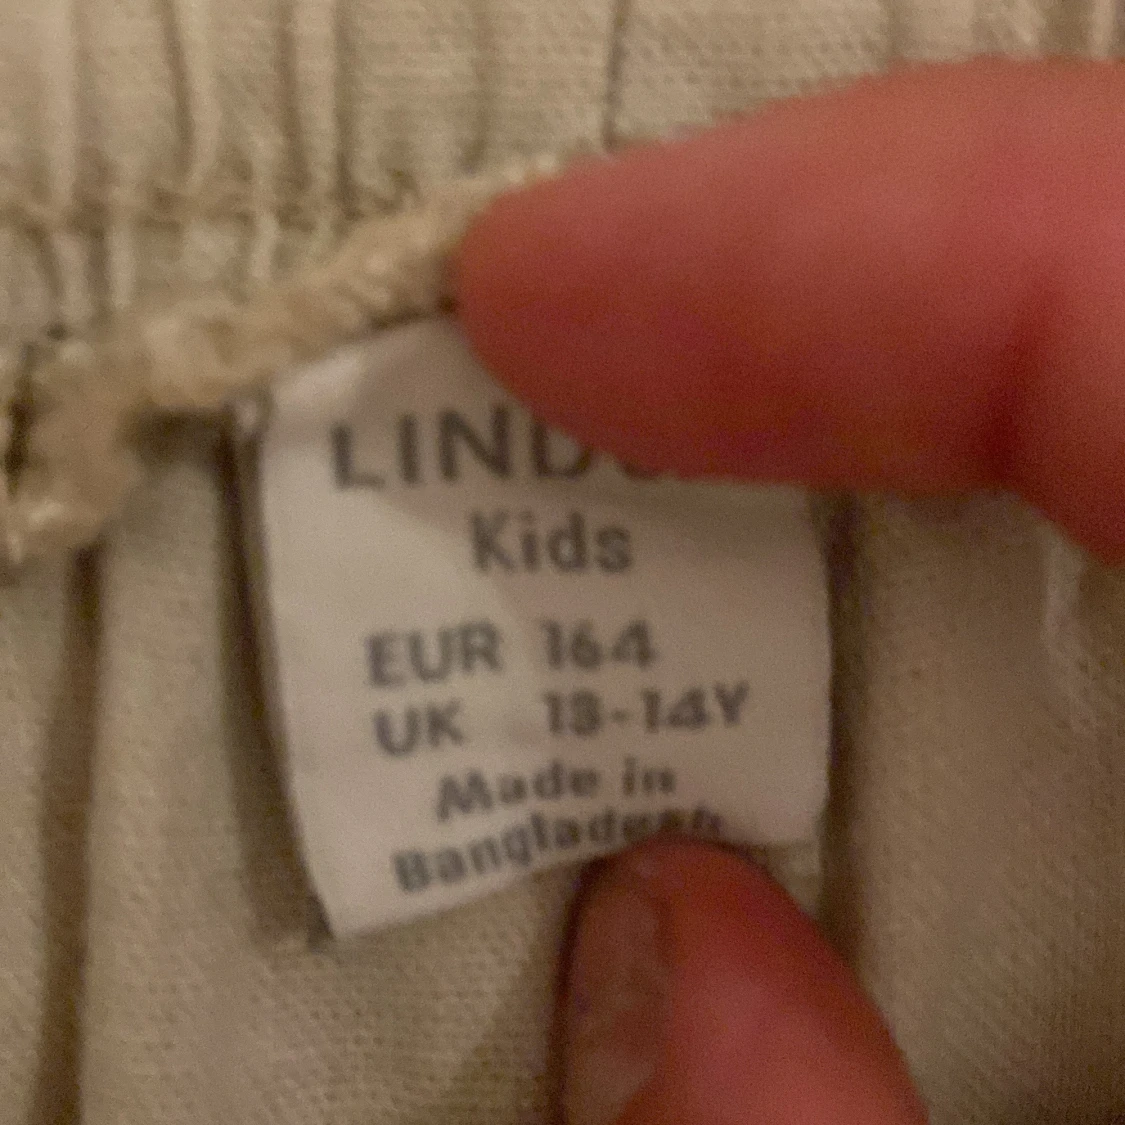 Kids
EUR 164
UK 13-14Y
Made in
Bangladesh